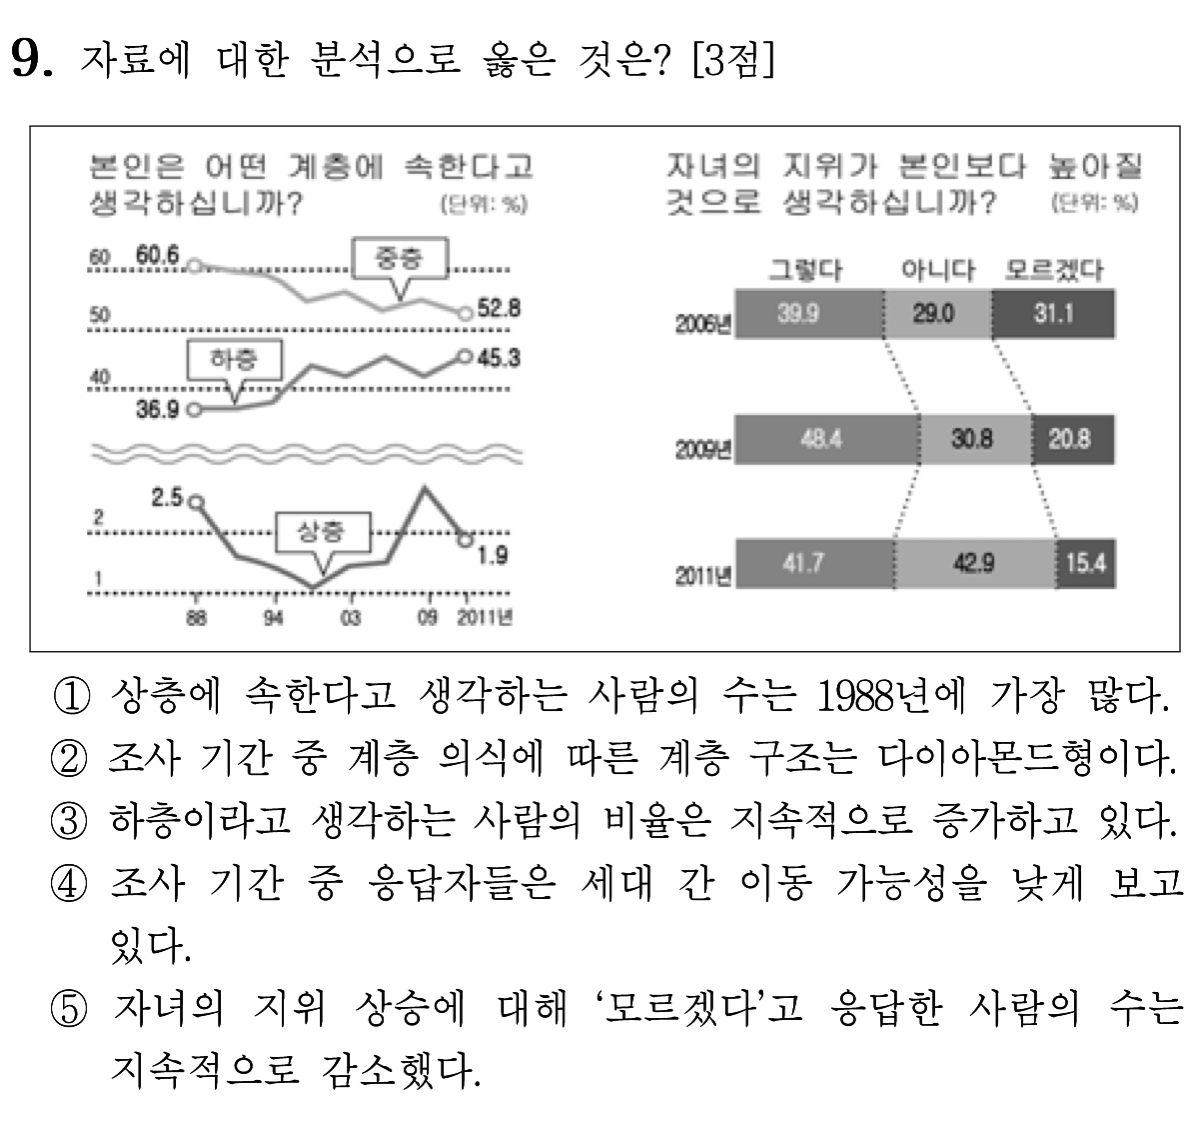 9. 자료에 대한 분석으로 옳은 것은? [3점]
본인은 어떤 계층에 속한다고
생각하십니까? (단위: %)
60 60.6 중층
50 52.8
하층 45.3
40
36.9
2.5
2 상층
1.9
1
88 94 03 09 2011년
자녀의 지위가 본인보다 높아질
것으로 생각하십니까? (단위: %)
그렇다 아니다 모르겠다
2006년 39.9 29.0 31.1
2009년 48.4 30.8 20.8
2011년 41.7 42.9 15.4
① 상층에 속한다고 생각하는 사람의 수는 1988년에 가장 많다.
② 조사 기간 중 계층 의식에 따른 계층 구조는 다이아몬드형이다.
③ 하층이라고 생각하는 사람의 비율은 지속적으로 증가하고 있다.
④ 조사 기간 중 응답자들은 세대 간 이동 가능성을 낮게 보고
있다.
⑤ 자녀의 지위 상승에 대해 ‘모르겠다’고 응답한 사람의 수는
지속적으로 감소했다.